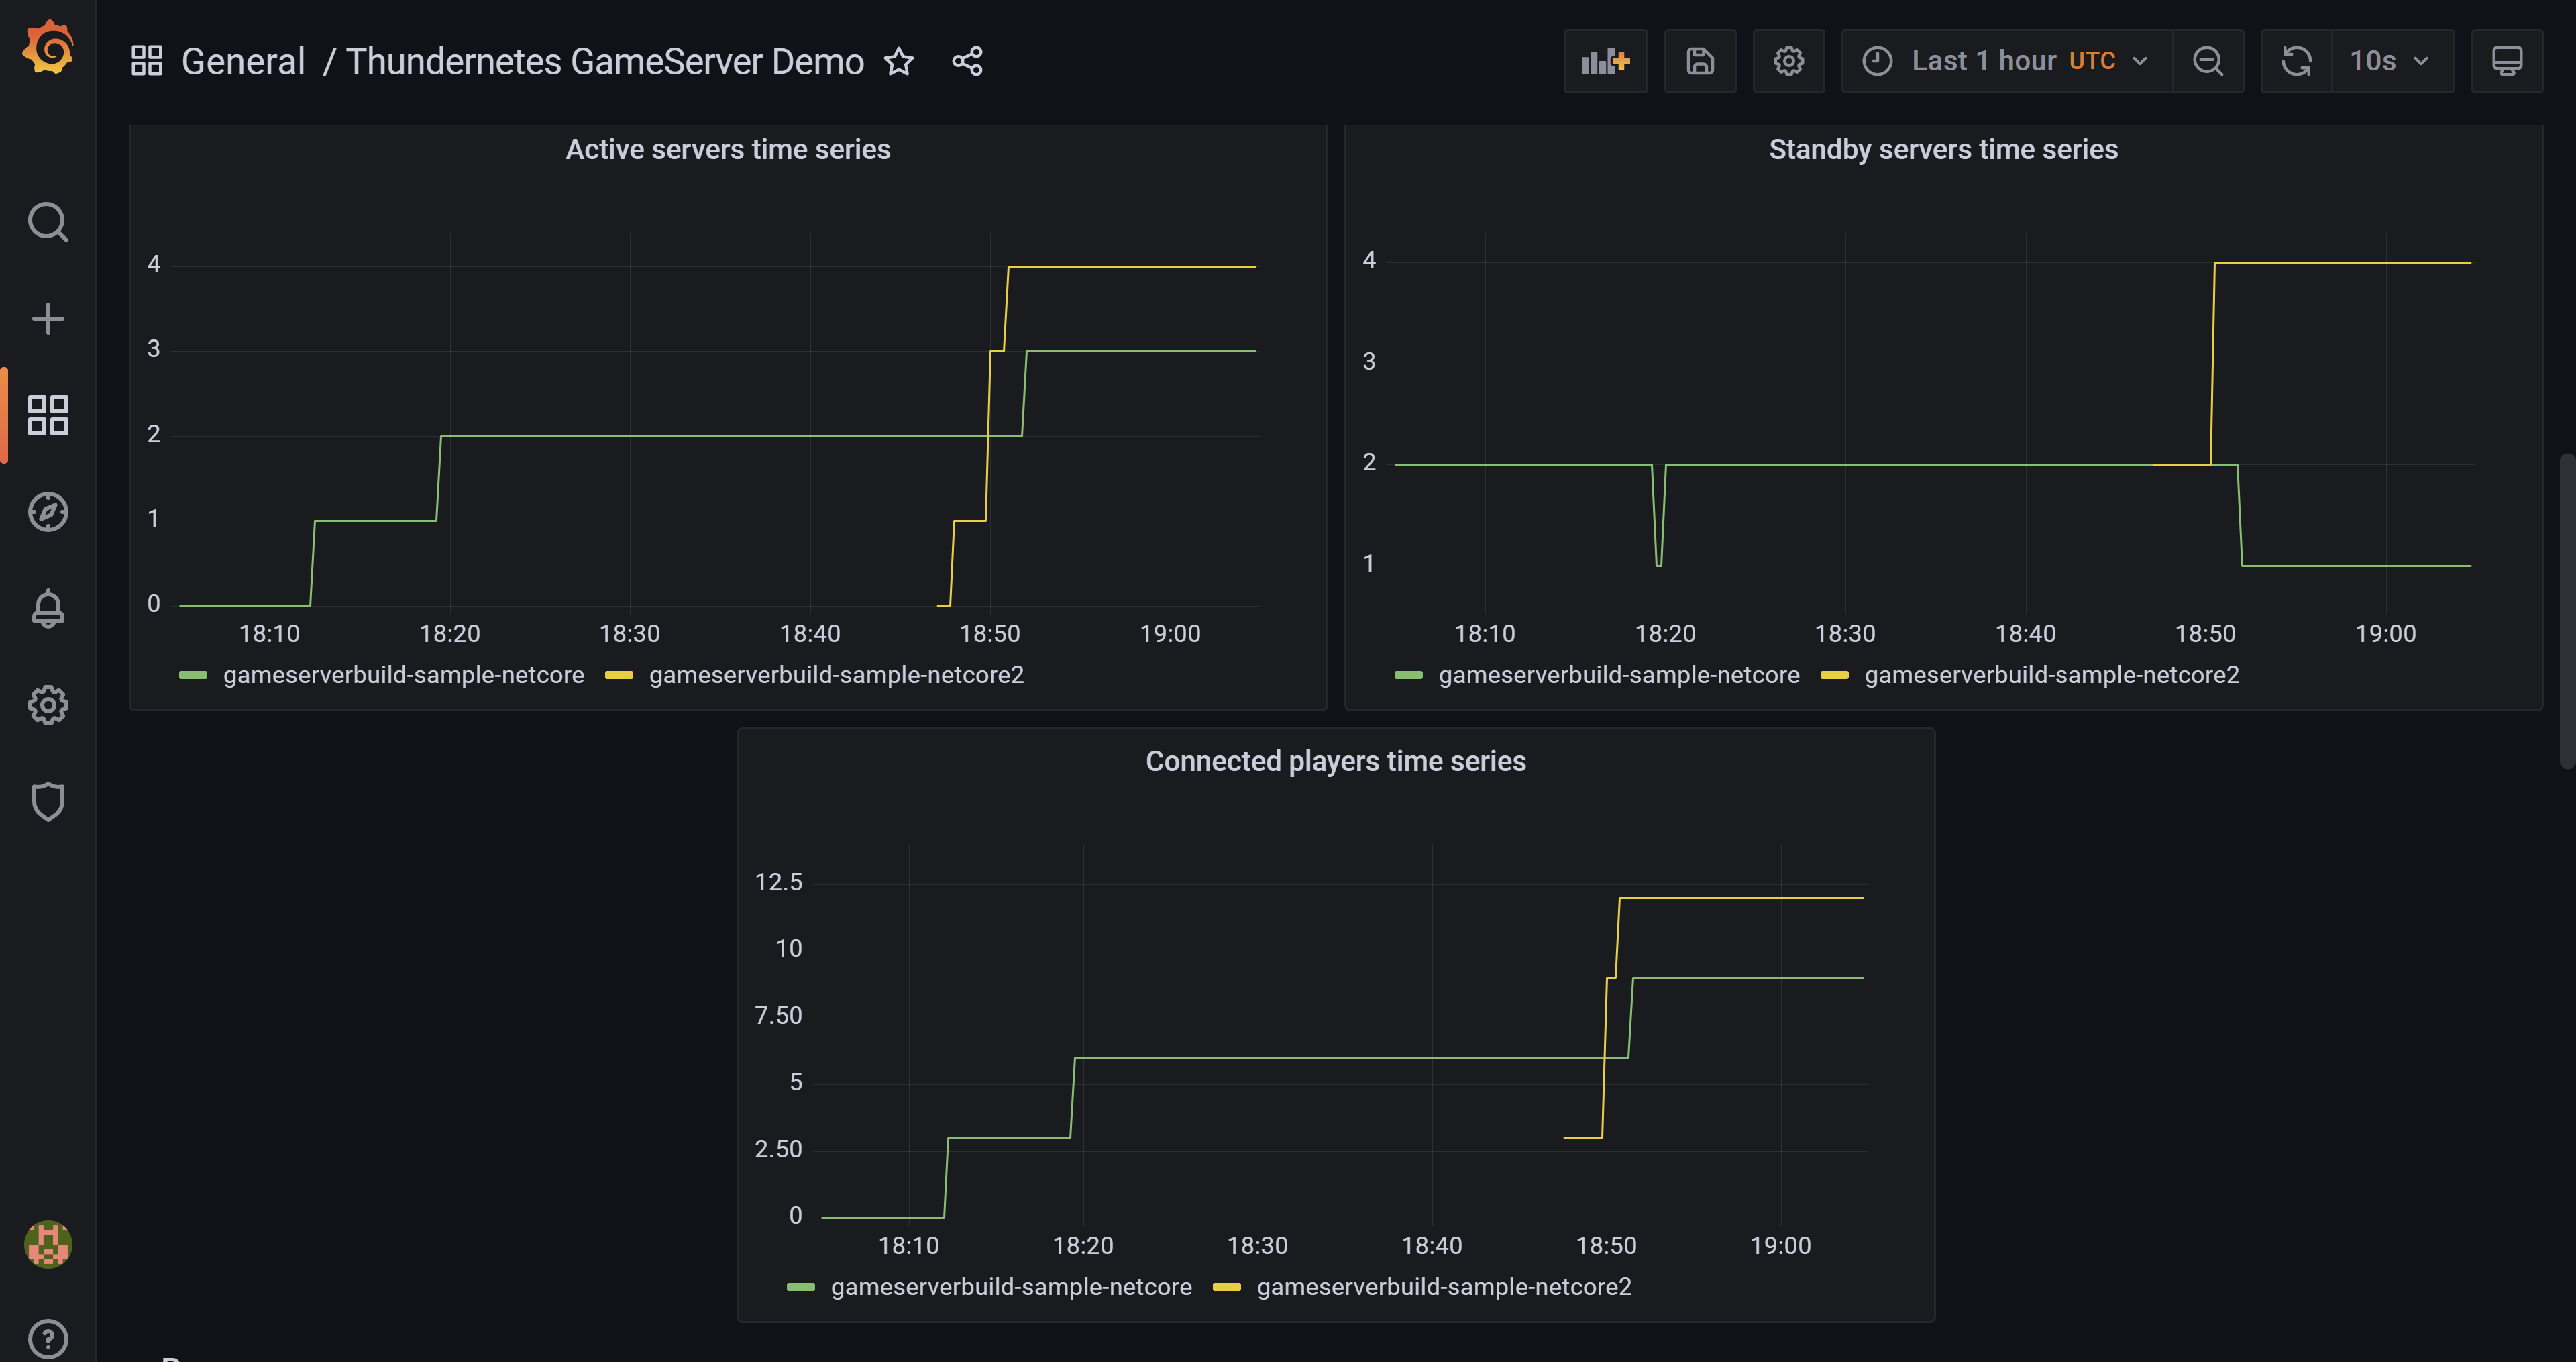 General / Thundernetes GameServer Demo
Last 1 hour UTC
10s
Active servers time series
4
3
2
1
0
18:10 18:20 18:30 18:40 18:50 19:00
gameserverbuild-sample-netcore gameserverbuild-sample-netcore2
Standby servers time series
4
3
2
1
18:10 18:20 18:30 18:40 18:50 19:00
gameserverbuild-sample-netcore gameserverbuild-sample-netcore2
Connected players time series
12.5
10
7.50
5
2.50
0
18:10 18:20 18:30 18:40 18:50 19:00
gameserverbuild-sample-netcore gameserverbuild-sample-netcore2